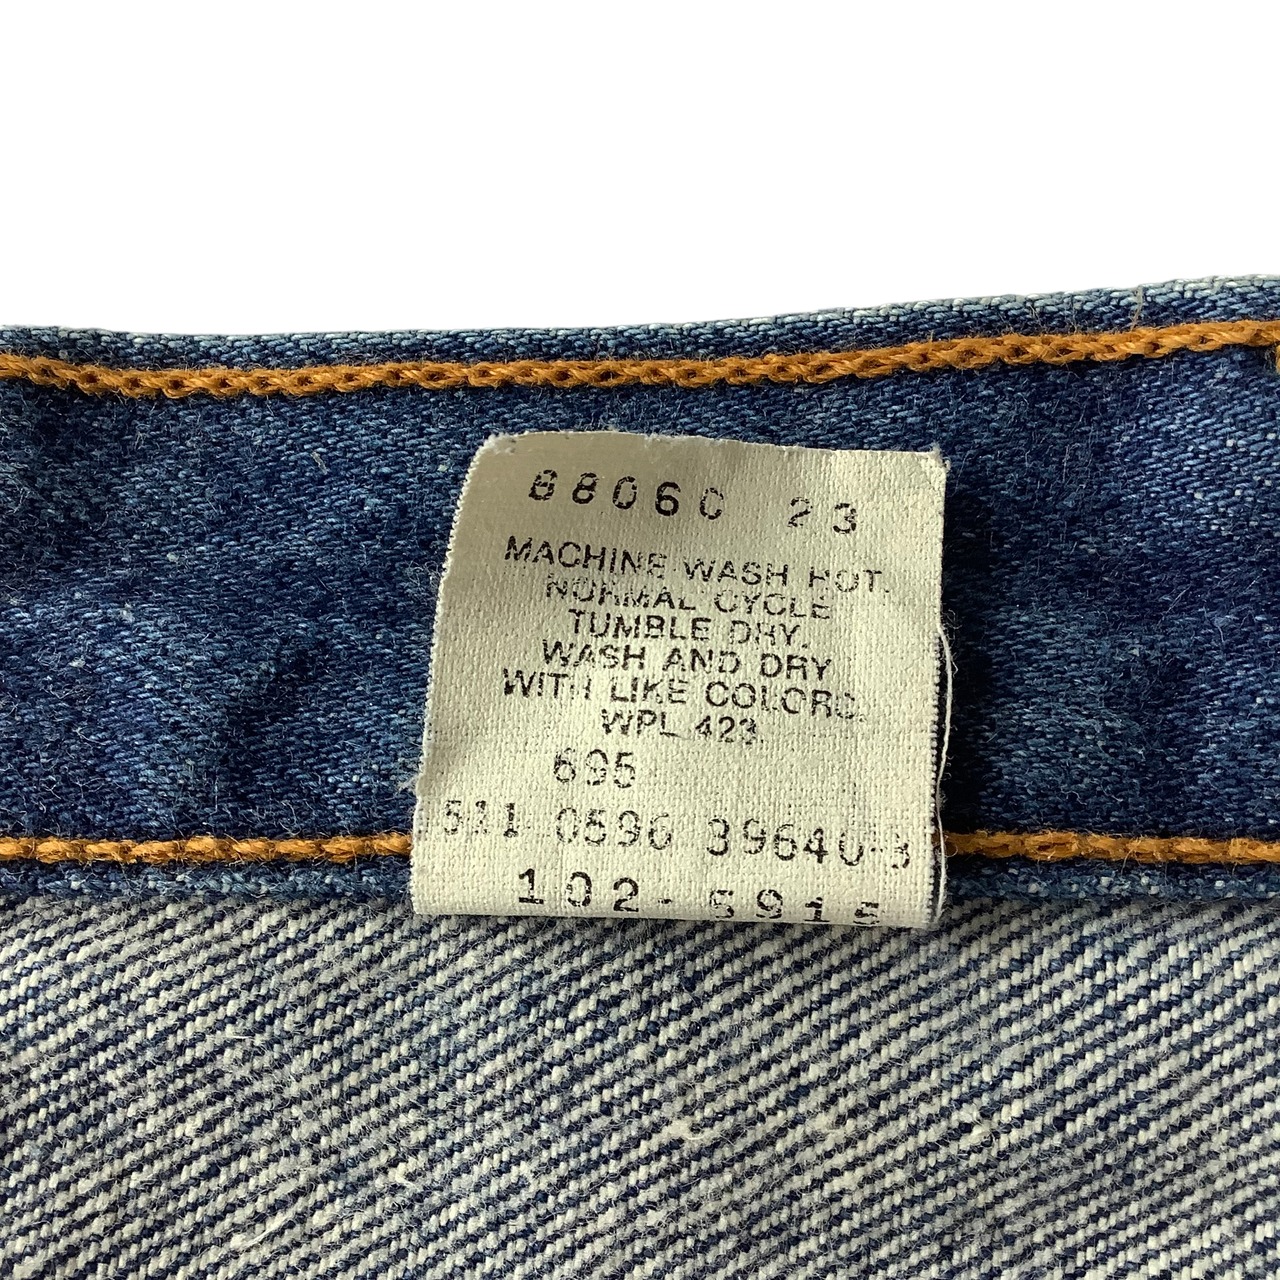 88060 23
MACHINE WASH HOT.
NORMAL CYCLE
TUMBLE DRY.
WASH AND DRY
WITH LIKE COLORS.
WPL 423
695
511 0596 39640-3
102-5915